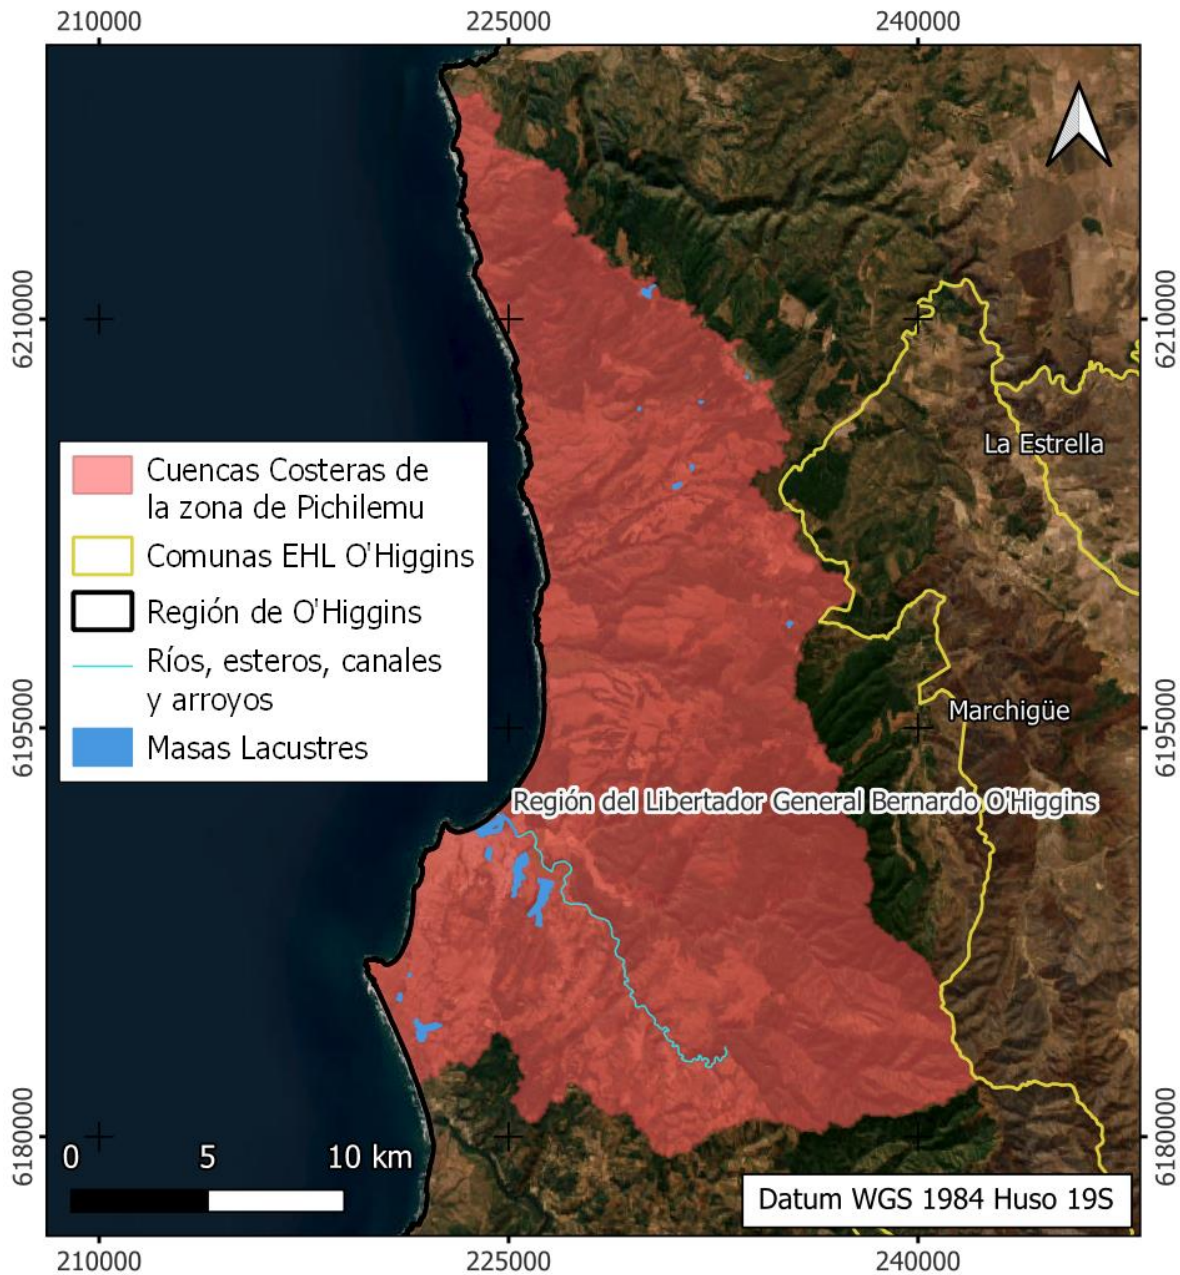 210000
225000
240000
6210000
6210000
La Estrella
Cuencas Costeras de
la zona de Pichilemu
Comunas EHL O'Higgins
Región de O'Higgins
Ríos, esteros, canales
y arroyos
Masas Lacustres
6195000
6195000
Marchigüe
Región del Libertador General Bernardo O'Higgins
6180000
6180000
0
5
10 km
Datum WGS 1984 Huso 19S
210000
225000
240000